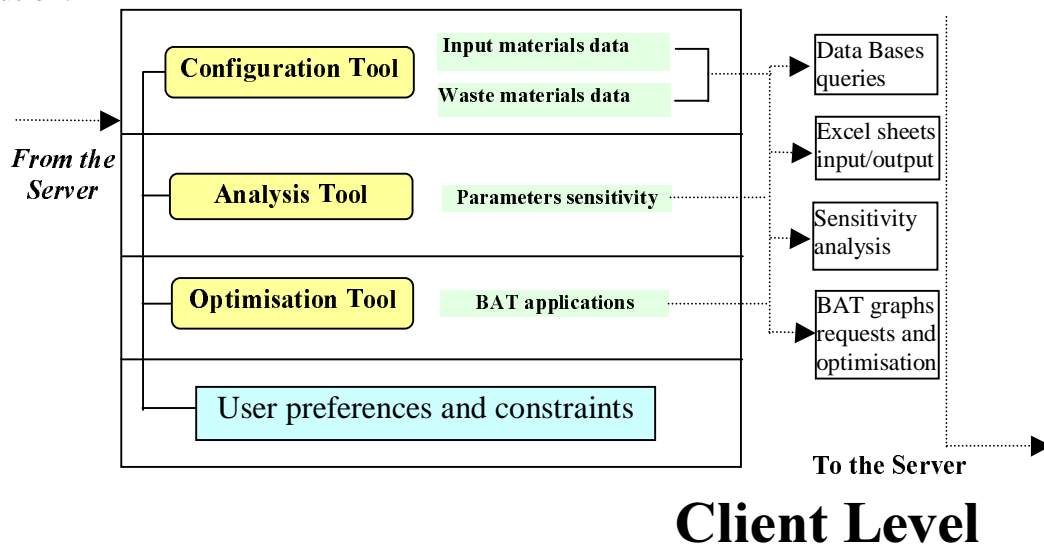 Configuration Tool
Input materials data
Waste materials data
From the
Server
Analysis Tool
Parameters sensitivity
Optimisation Tool
BAT applications
User preferences and constraints
Data Bases
queries
Excel sheets
input/output
Sensitivity
analysis
BAT graphs
requests and
optimisation
To the Server
Client Level